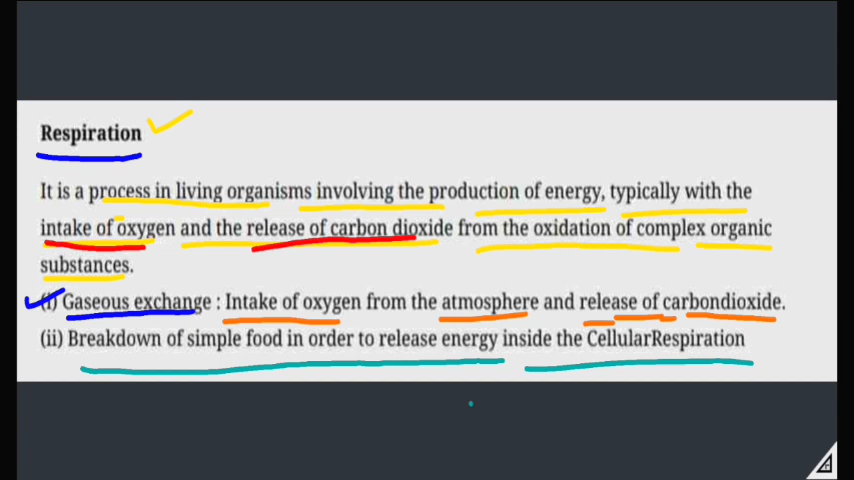 Respiration
It is a process in living organisms involving the production of energy, typically with the
intake of oxygen and the release of carbon dioxide from the oxidation of complex organic
substances.
(i) Gaseous exchange : Intake of oxygen from the atmosphere and release of carbondioxide.
(ii) Breakdown of simple food in order to release energy inside the CellularRespiration